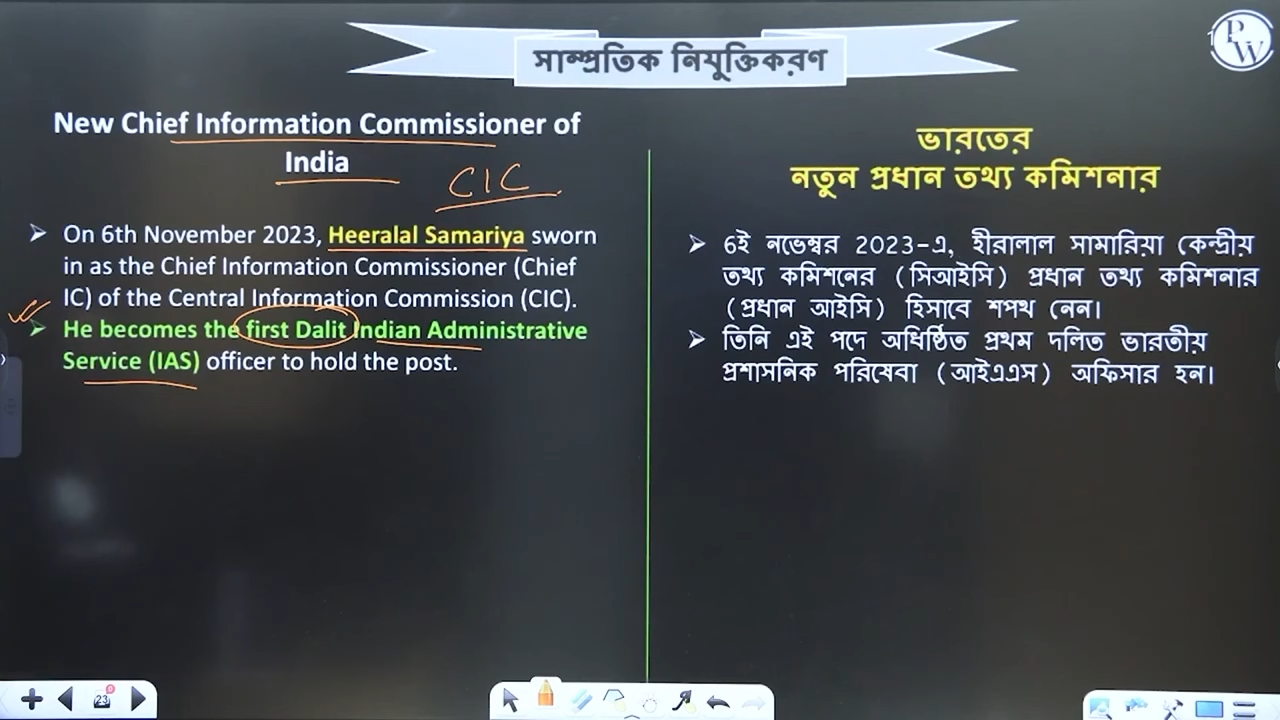 সাম্প্রতিক নিযুক্তিকরণ
PW
New Chief Information Commissioner of
India
CIC
➢ On 6th November 2023, Heeralal Samariya sworn
in as the Chief Information Commissioner (Chief
IC) of the Central Information Commission (CIC).
➢ He becomes the first Dalit Indian Administrative
Service (IAS) officer to hold the post.
ভারতের
নতুন প্রধান তথ্য কমিশনার
➢ 6ই নভেম্বর 2023-এ, হীরালাল সামারিয়া কেন্দ্রীয়
তথ্য কমিশনের (সিআইসি) প্রধান তথ্য কমিশনার
(প্রধান আইসি) হিসাবে শপথ নেন।
➢ তিনি এই পদে অধিষ্ঠিত প্রথম দলিত ভারতীয়
প্রশাসনিক পরিষেবা (আইএএস) অফিসার হন।
23